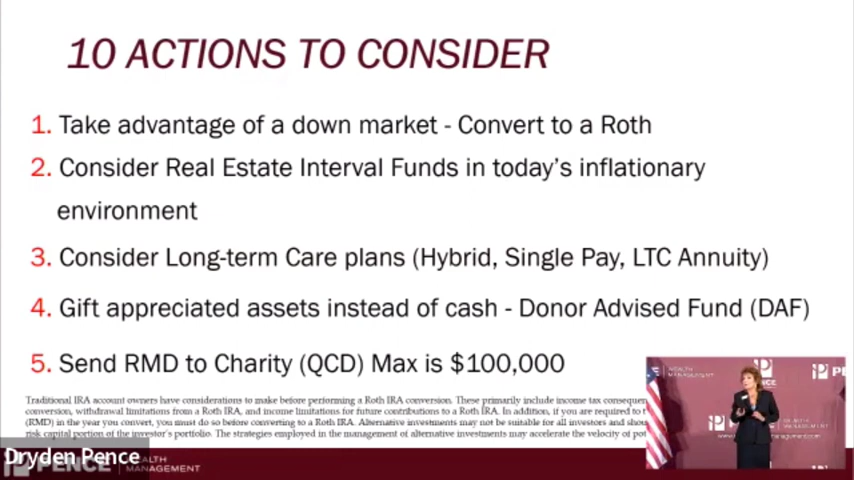 10 ACTIONS TO CONSIDER
1. Take advantage of a down market - Convert to a Roth
2. Consider Real Estate Interval Funds in today's inflationary
environment
3. Consider Long-term Care plans (Hybrid, Single Pay, LTC Annuity)
4. Gift appreciated assets instead of cash - Donor Advised Fund (DAF)
5. Send RMD to Charity (QCD) Max is $100,000
Traditional IRA account owners have considerations to make before performing a Roth IRA conversion. These primarily include income tax consequen
conversion, withdrawal limitations from a Roth IRA, and income limitations for future contributions to a Roth IRA. In addition, if you are required to t
(RMD) in the year you convert, you must do so before converting to a Roth IRA. Alternative investments may not be suitable for all investors and shou
risk capital portion of the investor's portfolio. The strategies employed in the management of alternative investments may accelerate the velocity of pot
Dryden Pence
PENCE WEALTH
MANAGEMENT
PENCE